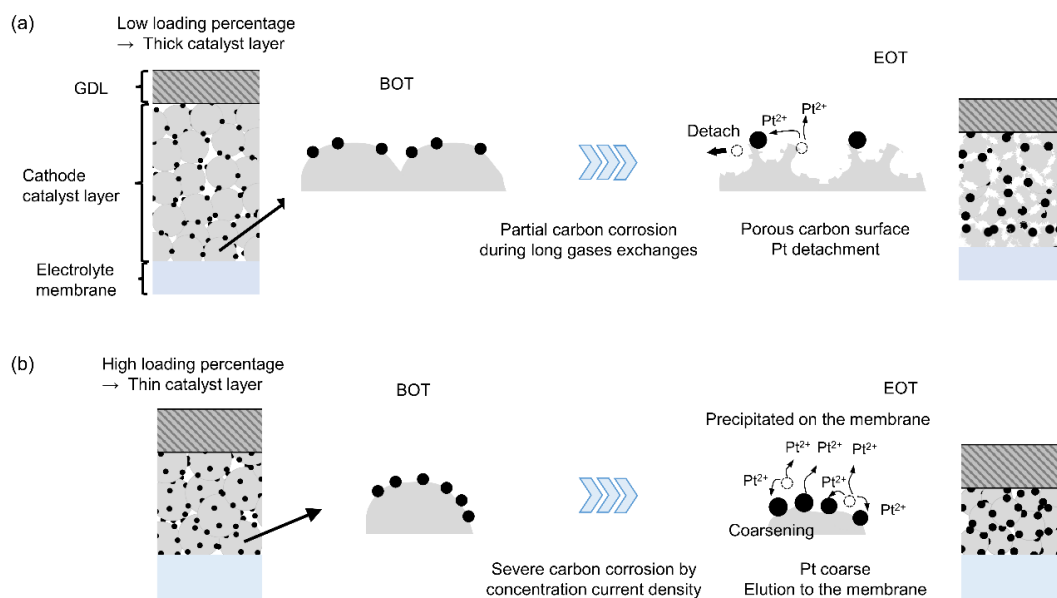 (a)
Low loading percentage
→ Thick catalyst layer
GDL
Cathode
catalyst layer
Electrolyte
membrane
BOT
Partial carbon corrosion
during long gases exchanges
EOT
Pt2+
Pt2+
Detach
Porous carbon surface
Pt detachment
(b)
High loading percentage
→ Thin catalyst layer
BOT
Severe carbon corrosion by
concentration current density
EOT
Precipitated on the membrane
Pt2+ Pt2+ Pt2+
Pt2+
Pt2+
Coarsening
Pt coarse
Elution to the membrane